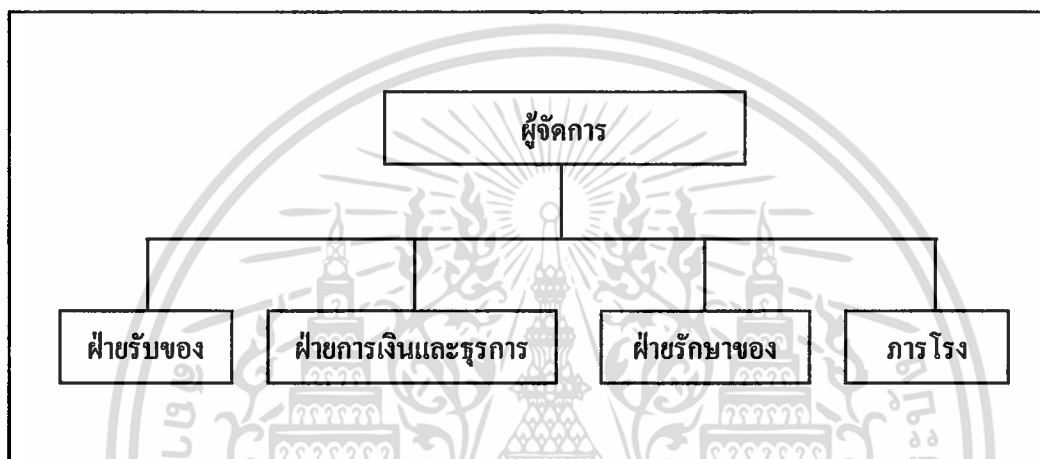 ผู้จัดการ
ฝ่ายรับของ
ฝ่ายการเงินและธุรการ
ฝ่ายรักษาของ
ภารโรง